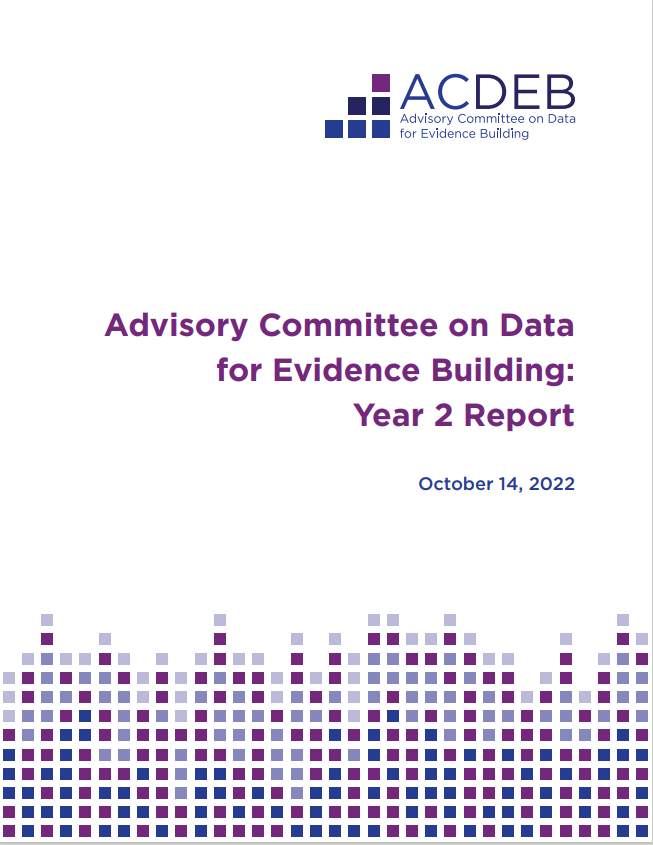 ACDEB
Advisory Committee on Data
for Evidence Building
Advisory Committee on Data
for Evidence Building:
Year 2 Report
October 14, 2022